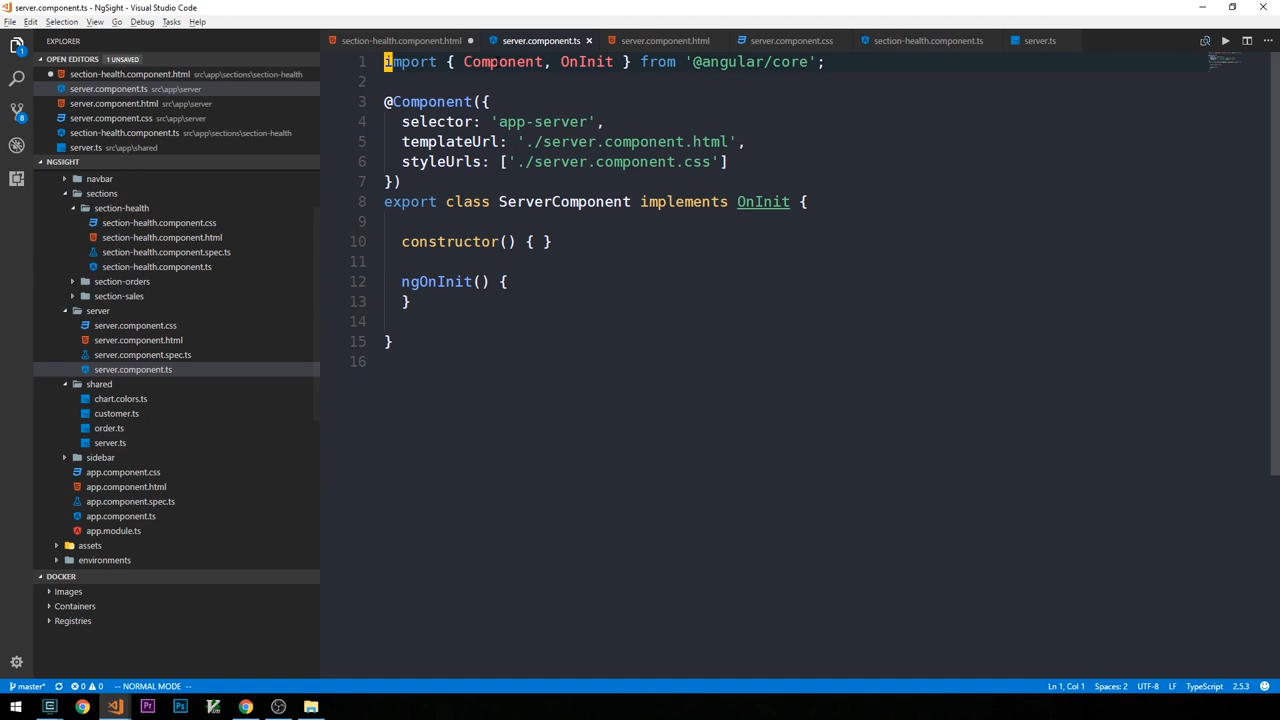 server.component.ts - NgSight - Visual Studio Code
File Edit Selection View Go Debug Tasks Help
EXPLORER
OPEN EDITORS 1 UNSAVED
section-health.component.html src\app\sections\section-health
server.component.ts src\app\server
server.component.html src\app\server
server.component.css src\app\server
section-health.component.ts src\app\sections\section-health
server.ts src\app\shared
NGSIGHT
navbar
sections
section-health
section-health.component.css
section-health.component.html
section-health.component.spec.ts
section-health.component.ts
section-orders
section-sales
server
server.component.css
server.component.html
server.component.spec.ts
server.component.ts
shared
chart.colors.ts
customer.ts
order.ts
server.ts
sidebar
app.component.css
app.component.html
app.component.spec.ts
app.component.ts
app.module.ts
assets
environments
DOCKER
Images
Containers
Registries
1
8
section-health.component.html server.component.ts server.component.html server.component.css section-health.component.ts server.ts
1 import { Component, OnInit } from '@angular/core';
2
3 @Component({
4 selector: 'app-server',
5 templateUrl: './server.component.html',
6 styleUrls: ['./server.component.css']
7 })
8 export class ServerComponent implements OnInit {
9
10 constructor() { }
11
12 ngOnInit() {
13 }
14
15 }
16
master* 0 0 -- NORMAL MODE -- Ln 1, Col 1 Spaces: 2 UTF-8 LF TypeScript 2.5.3
Pr Ps